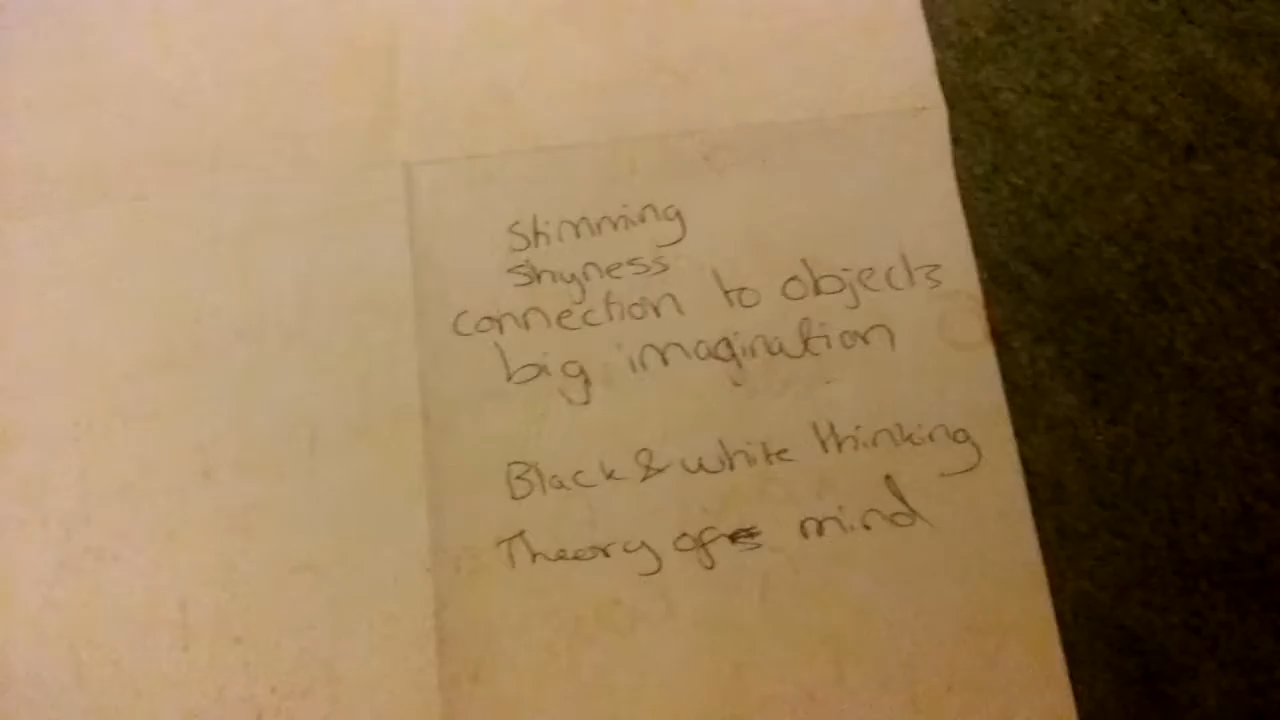 Stimming
Shyness
connection to objects
big imagination
Black & white thinking
Theory of mind